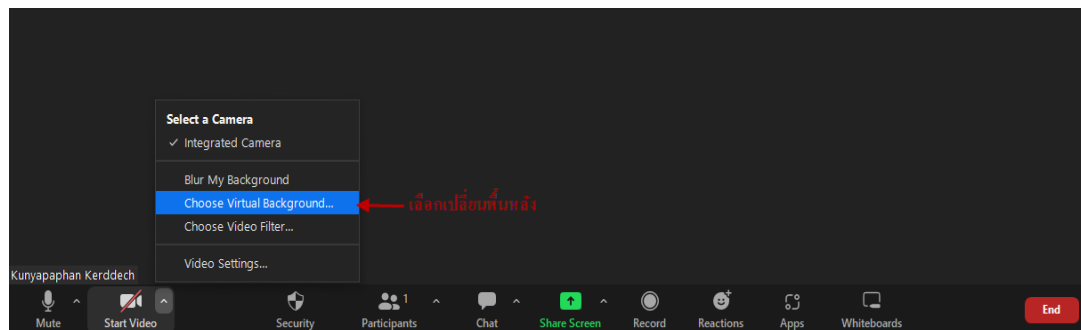 Select a Camera
✓ Integrated Camera
Blur My Background
Choose Virtual Background...
เลือกเปลี่ยนพื้นหลัง
Choose Video Filter...
Video Settings...
Kunyapaphan Kerddech
1
Mute
Start Video
Security
Participants
Chat
Share Screen
Record
Reactions
Apps
Whiteboards
End